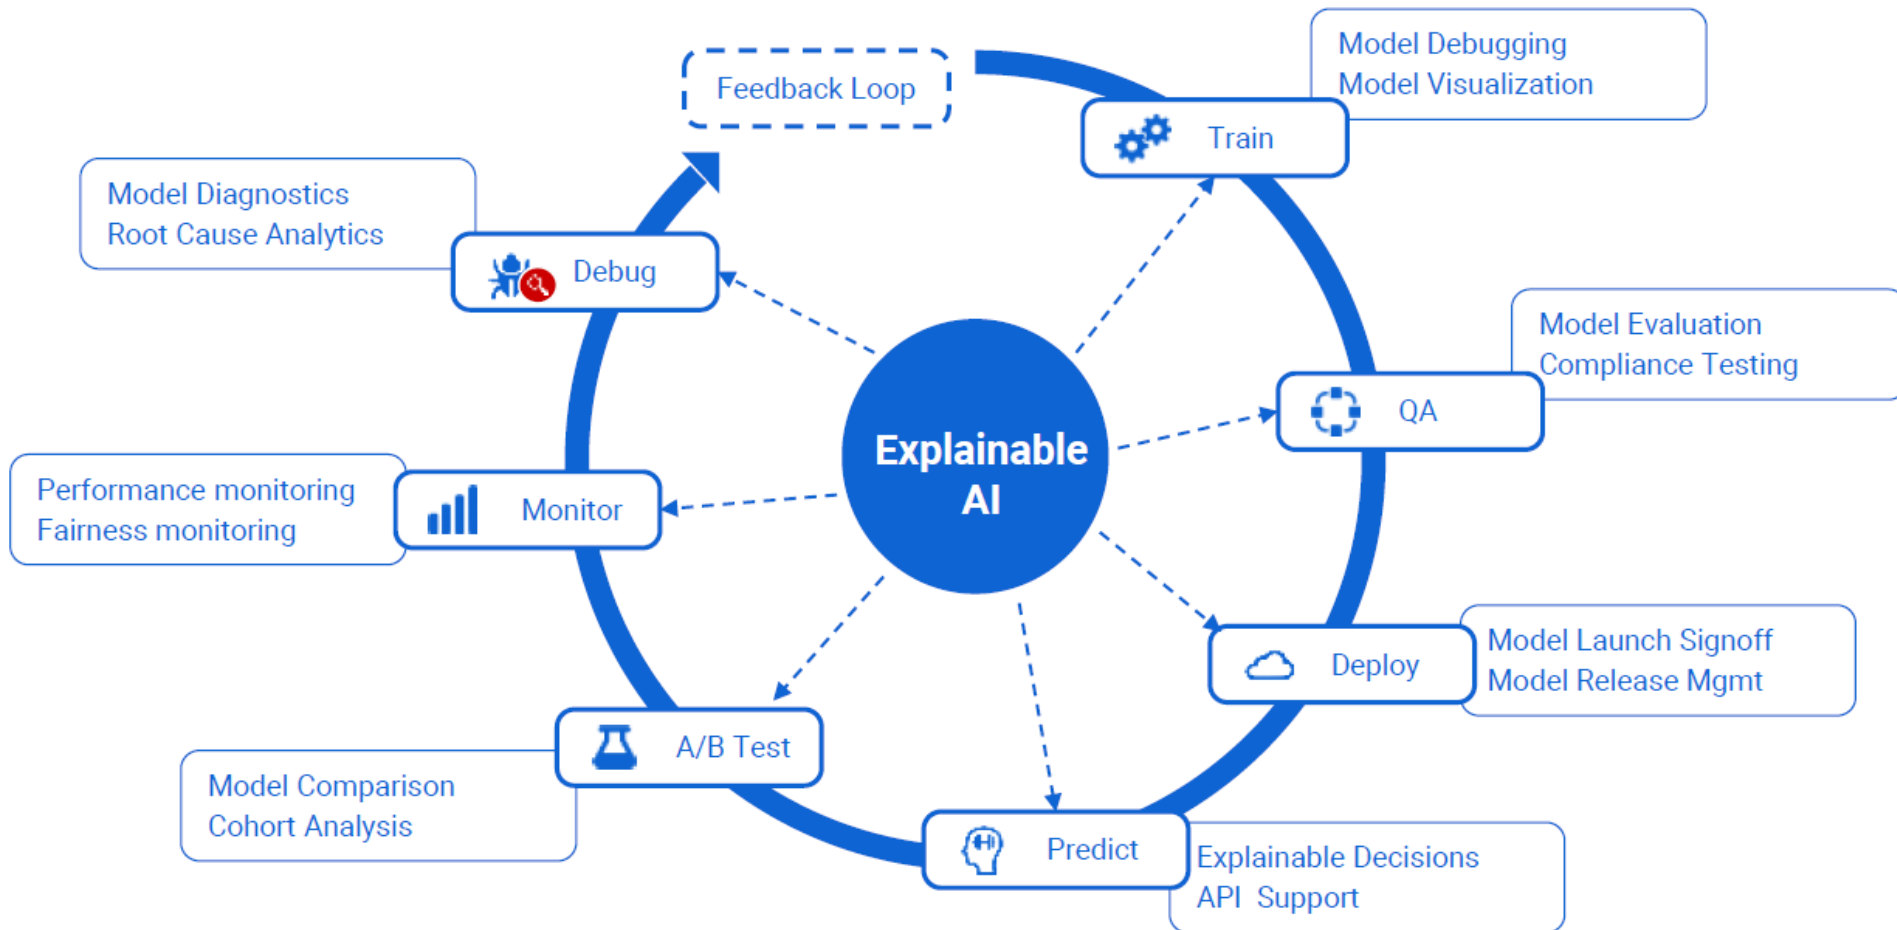 Feedback Loop
Model Debugging
Model Visualization
Train
Model Diagnostics
Root Cause Analytics
Debug
Model Evaluation
Compliance Testing
QA
Explainable
AI
Performance monitoring
Fairness monitoring
Monitor
Model Launch Signoff
Model Release Mgmt
Deploy
A/B Test
Model Comparison
Cohort Analysis
Predict
Explainable Decisions
API Support